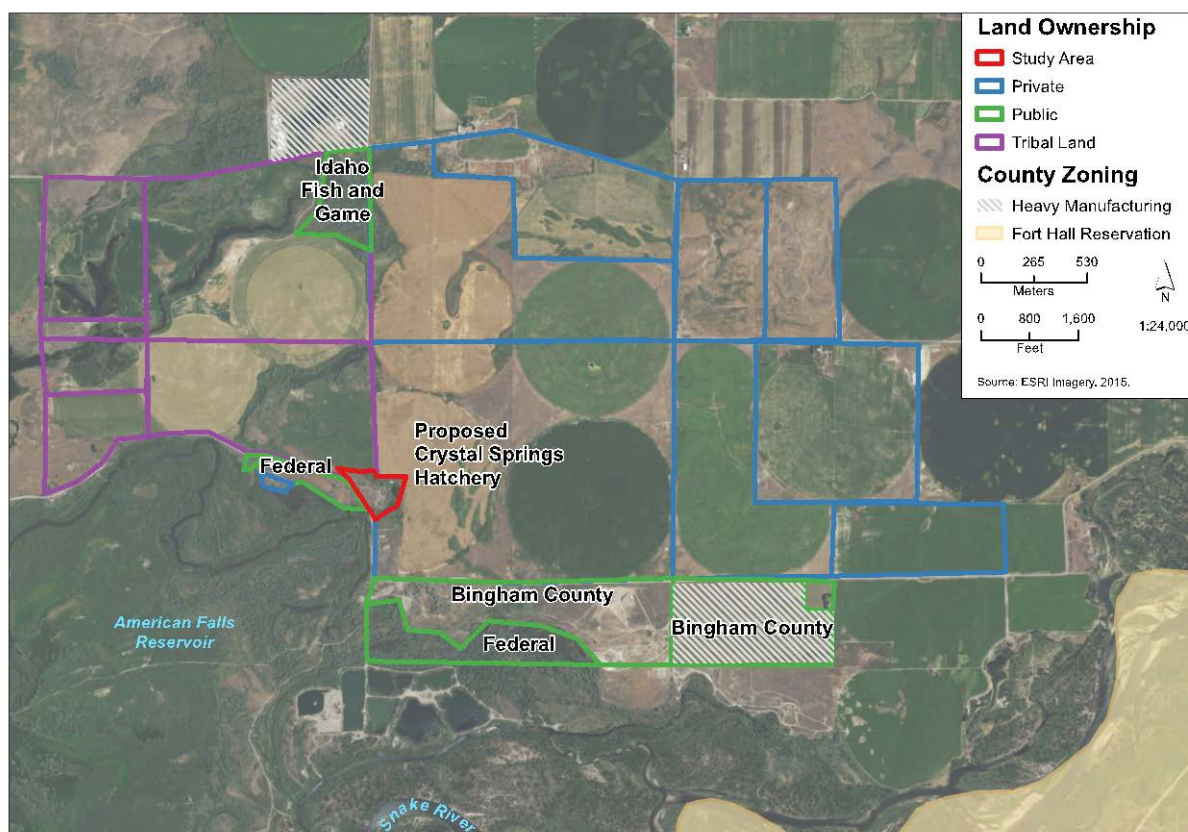 Land Ownership
Study Area
Private
Public
Tribal Land
County Zoning
Heavy Manufacturing
Fort Hall Reservation
0 265 530
Meters
0 800 1,600
Feet
N
1:24,000
Source: ESRI Imagery, 2015.
Idaho
Fish and
Game
Proposed
Crystal Springs
Hatchery
Federal
Bingham County
Federal
Bingham County
American Falls
Reservoir
Snake River